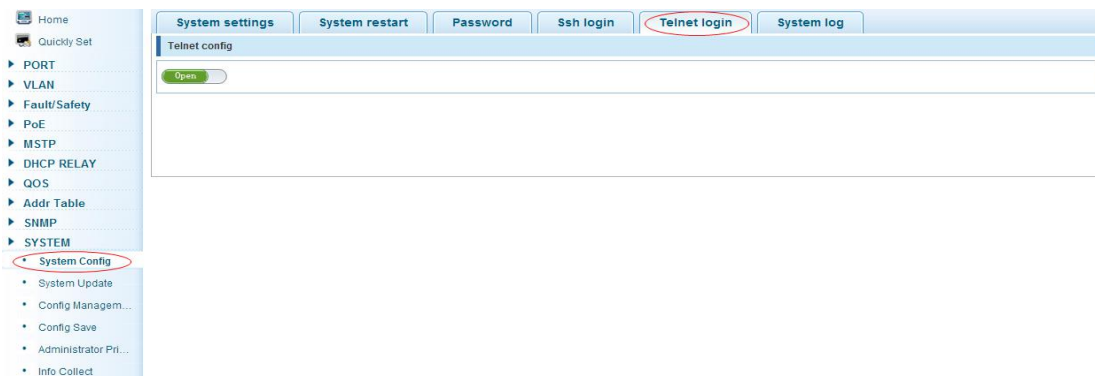 Home
Quickly Set
PORT
VLAN
Fault/Safety
PoE
MSTP
DHCP RELAY
QOS
Addr Table
SNMP
SYSTEM
System Config
System Update
Config Managem...
Config Save
Administrator Pri...
Info Collect
System settings System restart Password Ssh login Telnet login System log
Telnet config
Open